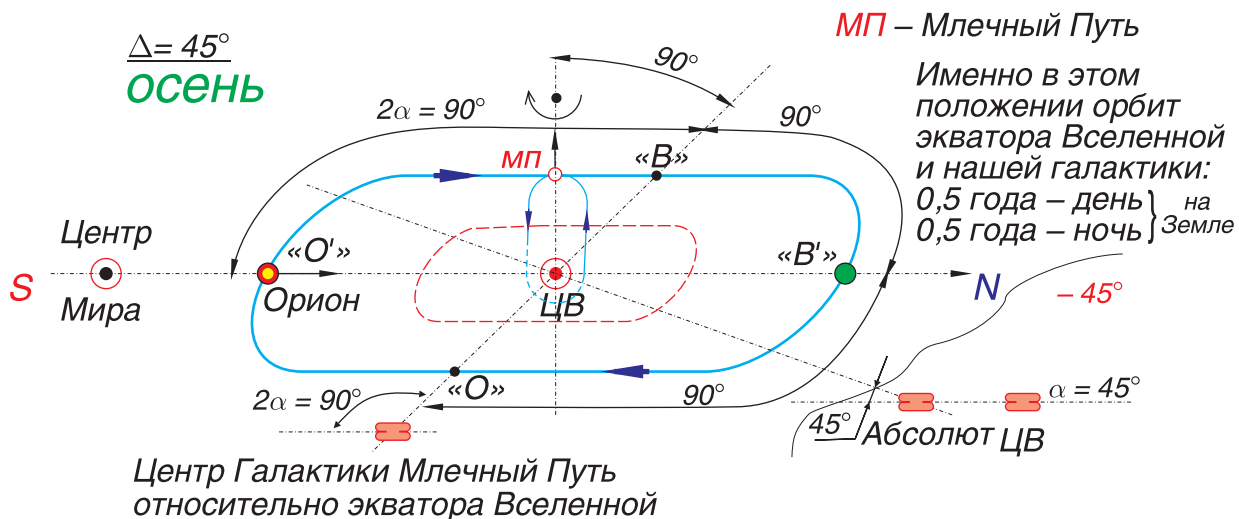 Δ= 45°
осень
МП – Млечный Путь
Именно в этом
положении орбит
экватора Вселенной
и нашей галактики:
0,5 года – день
0,5 года – ночь
на
Земле
90°
2α = 90°
90°
мп
«В»
Центр
Мира
S
«О'»
Орион
ЦВ
«В'»
N
– 45°
«О»
2α = 90°
90°
α = 45°
45°
Абсолют
ЦВ
Центр Галактики Млечный Путь
относительно экватора Вселенной